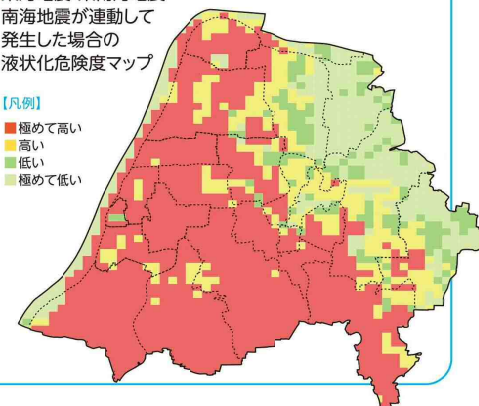 南海地震が連動して
発生した場合の
液状化危険度マップ
【凡例】
極めて高い
高い
低い
極めて低い